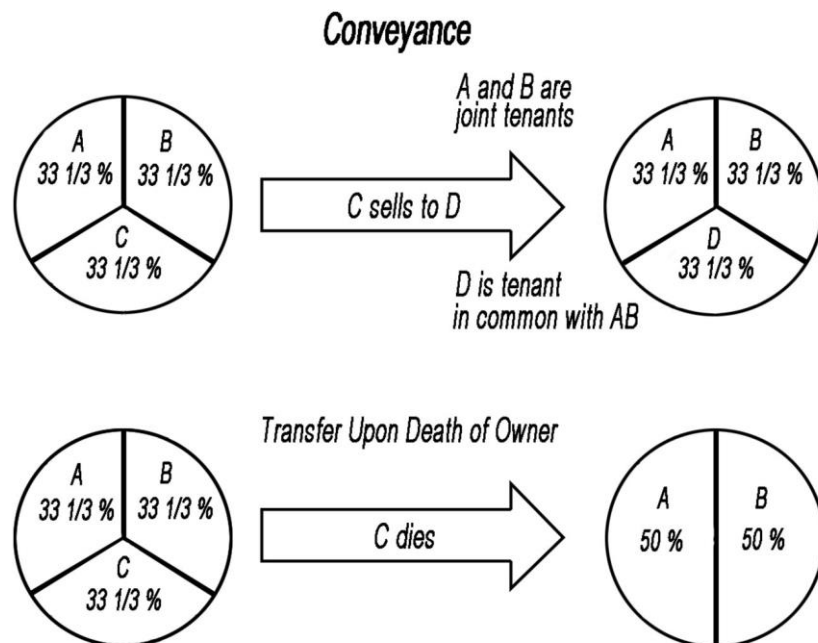 Conveyance
A and B are
joint tenants
A
33 1/3 %
B
33 1/3 %
C
33 1/3 %
C sells to D
A
33 1/3 %
B
33 1/3 %
D
33 1/3 %
D is tenant
in common with AB
Transfer Upon Death of Owner
A
33 1/3 %
B
33 1/3 %
C
33 1/3 %
C dies
A
50 %
B
50 %